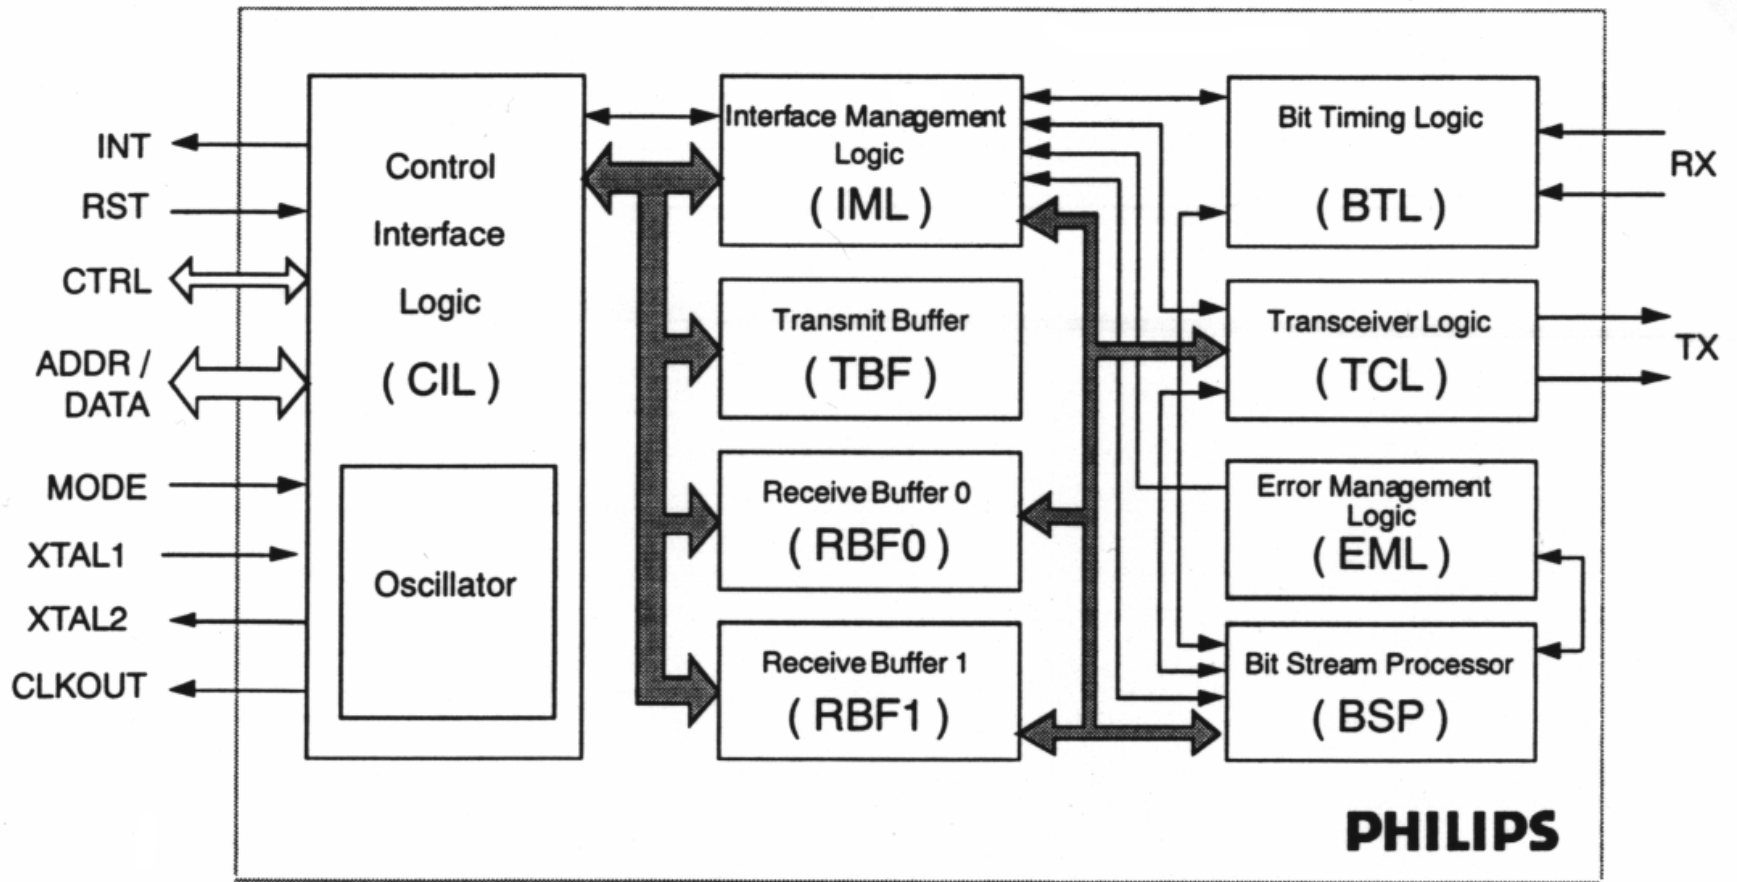 INT
RST
CTRL
ADDR /
DATA
MODE
XTAL1
XTAL2
CLKOUT
Control
Interface
Logic
( CIL )
Oscillator
Interface Management
Logic
( IML )
Transmit Buffer
( TBF )
Receive Buffer 0
( RBF0 )
Receive Buffer 1
( RBF1 )
Bit Timing Logic
( BTL )
Transceiver Logic
( TCL )
Error Management
Logic
( EML )
Bit Stream Processor
( BSP )
RX
TX
PHILIPS